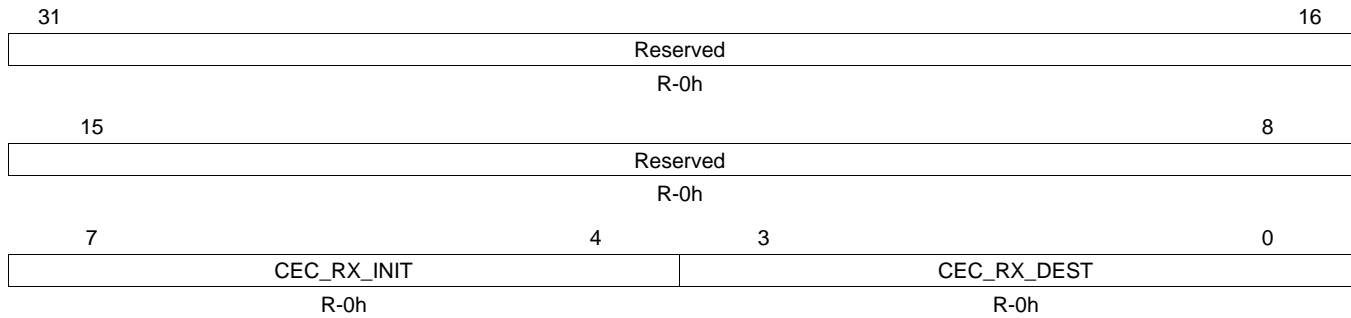 31 16
Reserved
R-0h
15 8
Reserved
R-0h
7 4 3 0
CEC_RX_INIT CEC_RX_DEST
R-0h R-0h